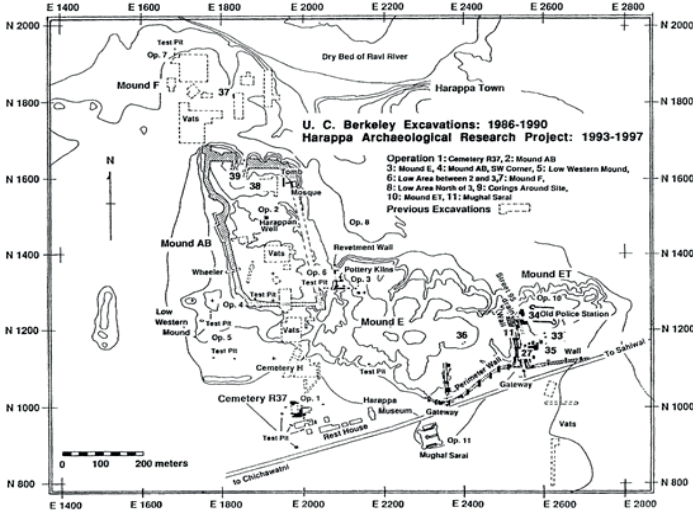 E 1400 E 1600 E 1800 E 2000 E 2200 E 2400 E 2600 E 2800
N 2000 N 2000
Test Pit
Op. 7
Dry Bed of Ravi River
Mound F
37
Harappa Town
N 1800 N 1800
Vats
U. C. Berkeley Excavations: 1986-1990
Harappa Archaeological Research Project: 1993-1997
Operation 1: Cemetery R37, 2: Mound AB
3: Mound E, 4: Mound AB, SW Corner, 5: Low Western Mound,
6: Low Area between 2 and 3, 7: Mound F,
8: Low Area North of 3, 9: Corings Around Site,
10: Mound ET, 11: Mughal Sarai
Previous Excavations
N
39
38
Tomb
Mosque
N 1600 N 1600
Op. 2
Harappan
Well
Op. 8
Mound AB
Revetment Wall
N 1400 N 1400
Vats
Wheeler
Op. 6
Test Pit
Pottery Kilns
Op. 3
Mound ET
Test Pit
Op. 4
Op. 10
34 Old Police Station
Low
Western
Mound
Test Pit
Vats
Mound E
36
11
33
N 1200 N 1200
Op. 5
Test Pit
27
35
Wall
To Sahiwal
Cemetery H
Test Pit
Perimeter Wall
Gateway
Cemetery R37
Op. 1
Harappa
Museum
Gateway
N 1000 N 1000
Test Pit
Rest House
Vats
Op. 11
Mughal Sarai
0 200 meters
to Chichawatni
N 800 N 800
E 1400 E 1600 E 1800 E 2000 E 2200 E 2400 E 2600 E 2800